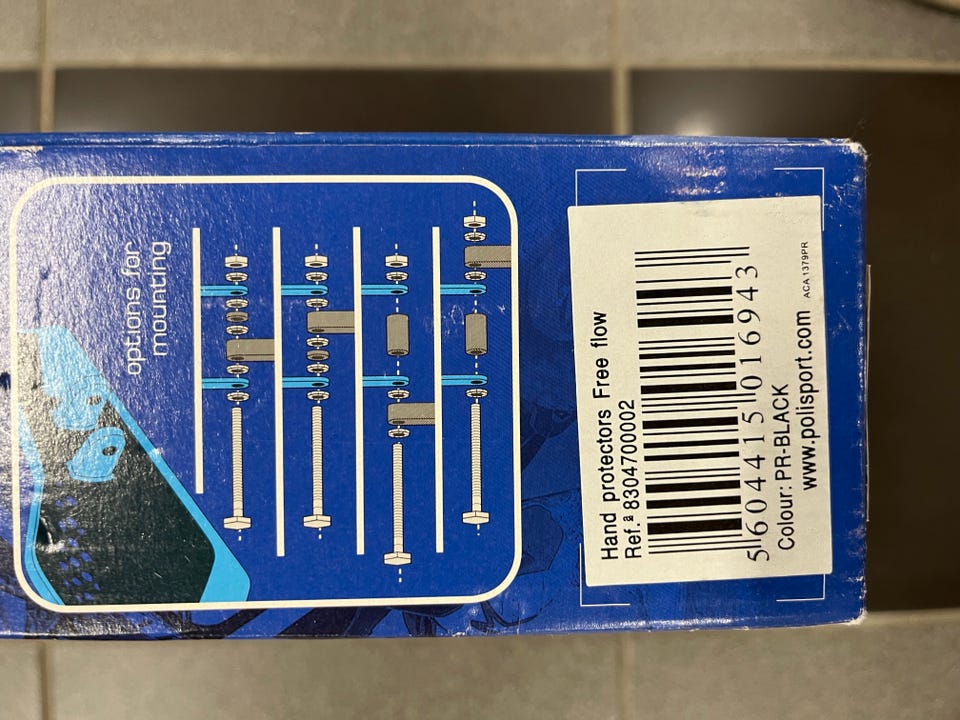 options for
mounting
Hand protectors Free flow
Ref.ª 8304700002
5 604415 016943
Colour: PR-BLACK
www.polisport.com
ACA 1379PR